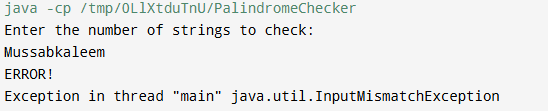 java -cp /tmp/OLlXtduTnU/PalindromeChecker
Enter the number of strings to check:
Mussabkaleem
ERROR!
Exception in thread "main" java.util.InputMismatchException